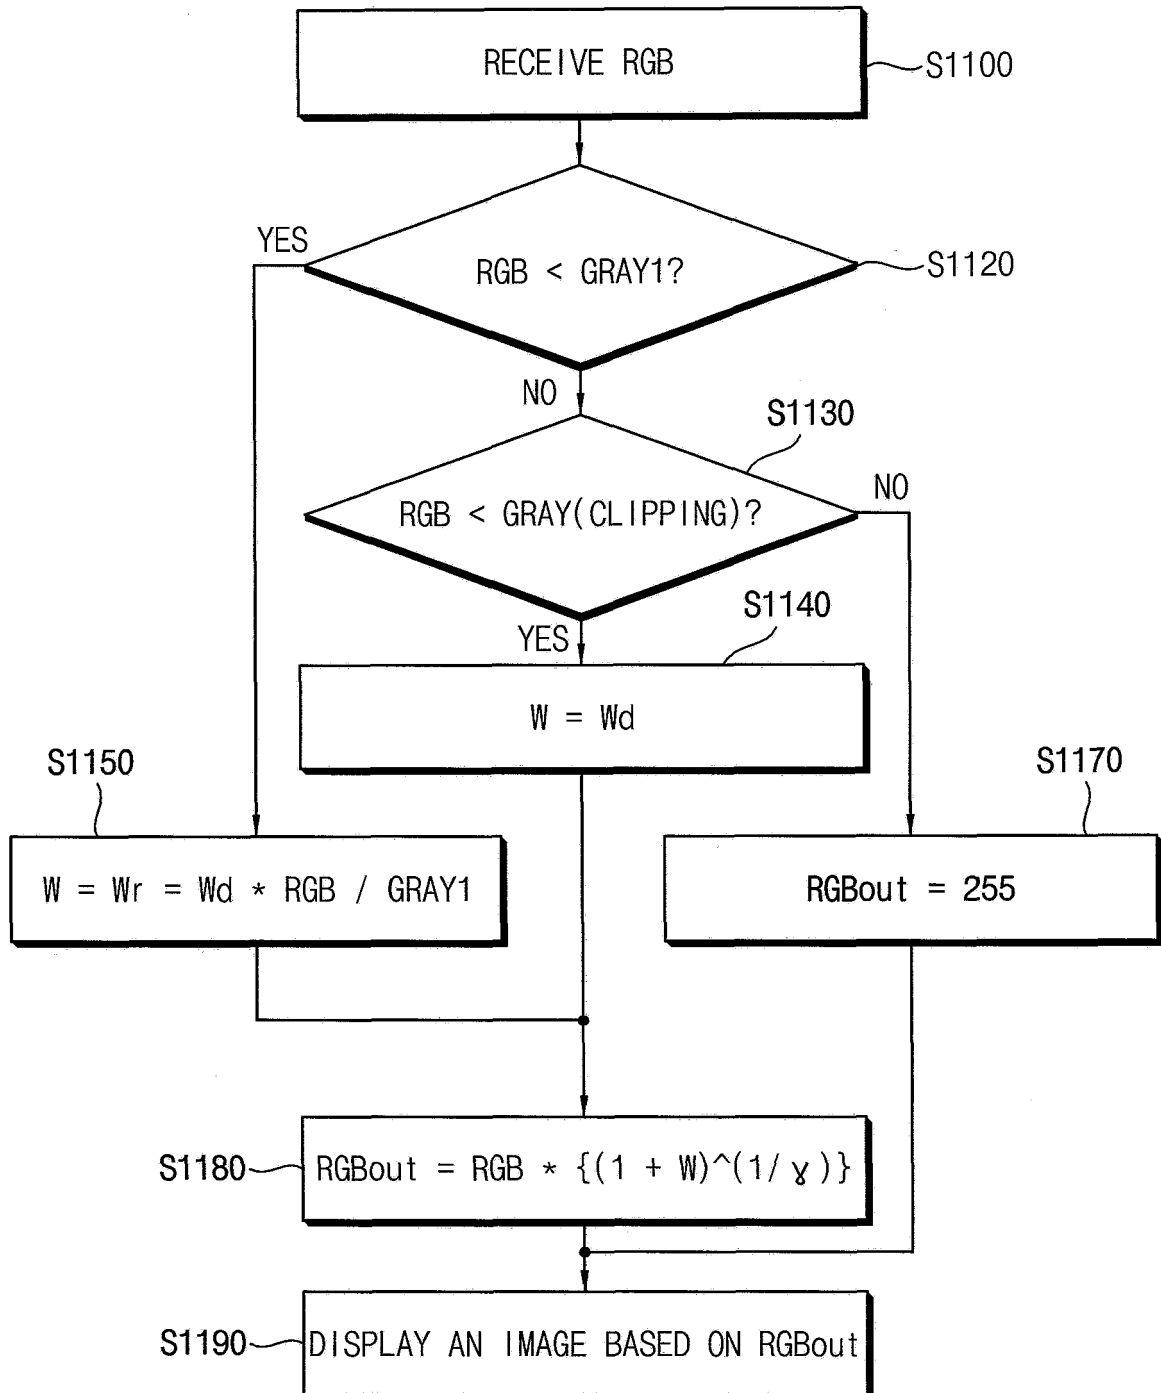 RECEIVE RGB
S1100
YES
RGB < GRAY1?
S1120
NO
S1130
RGB < GRAY(CLIPPING)?
NO
S1140
YES
W = Wd
S1150
S1170
W = Wr = Wd * RGB / GRAY1
RGBout = 255
S1180
RGBout = RGB * {(1 + W)^(1/γ)}
S1190
DISPLAY AN IMAGE BASED ON RGBout